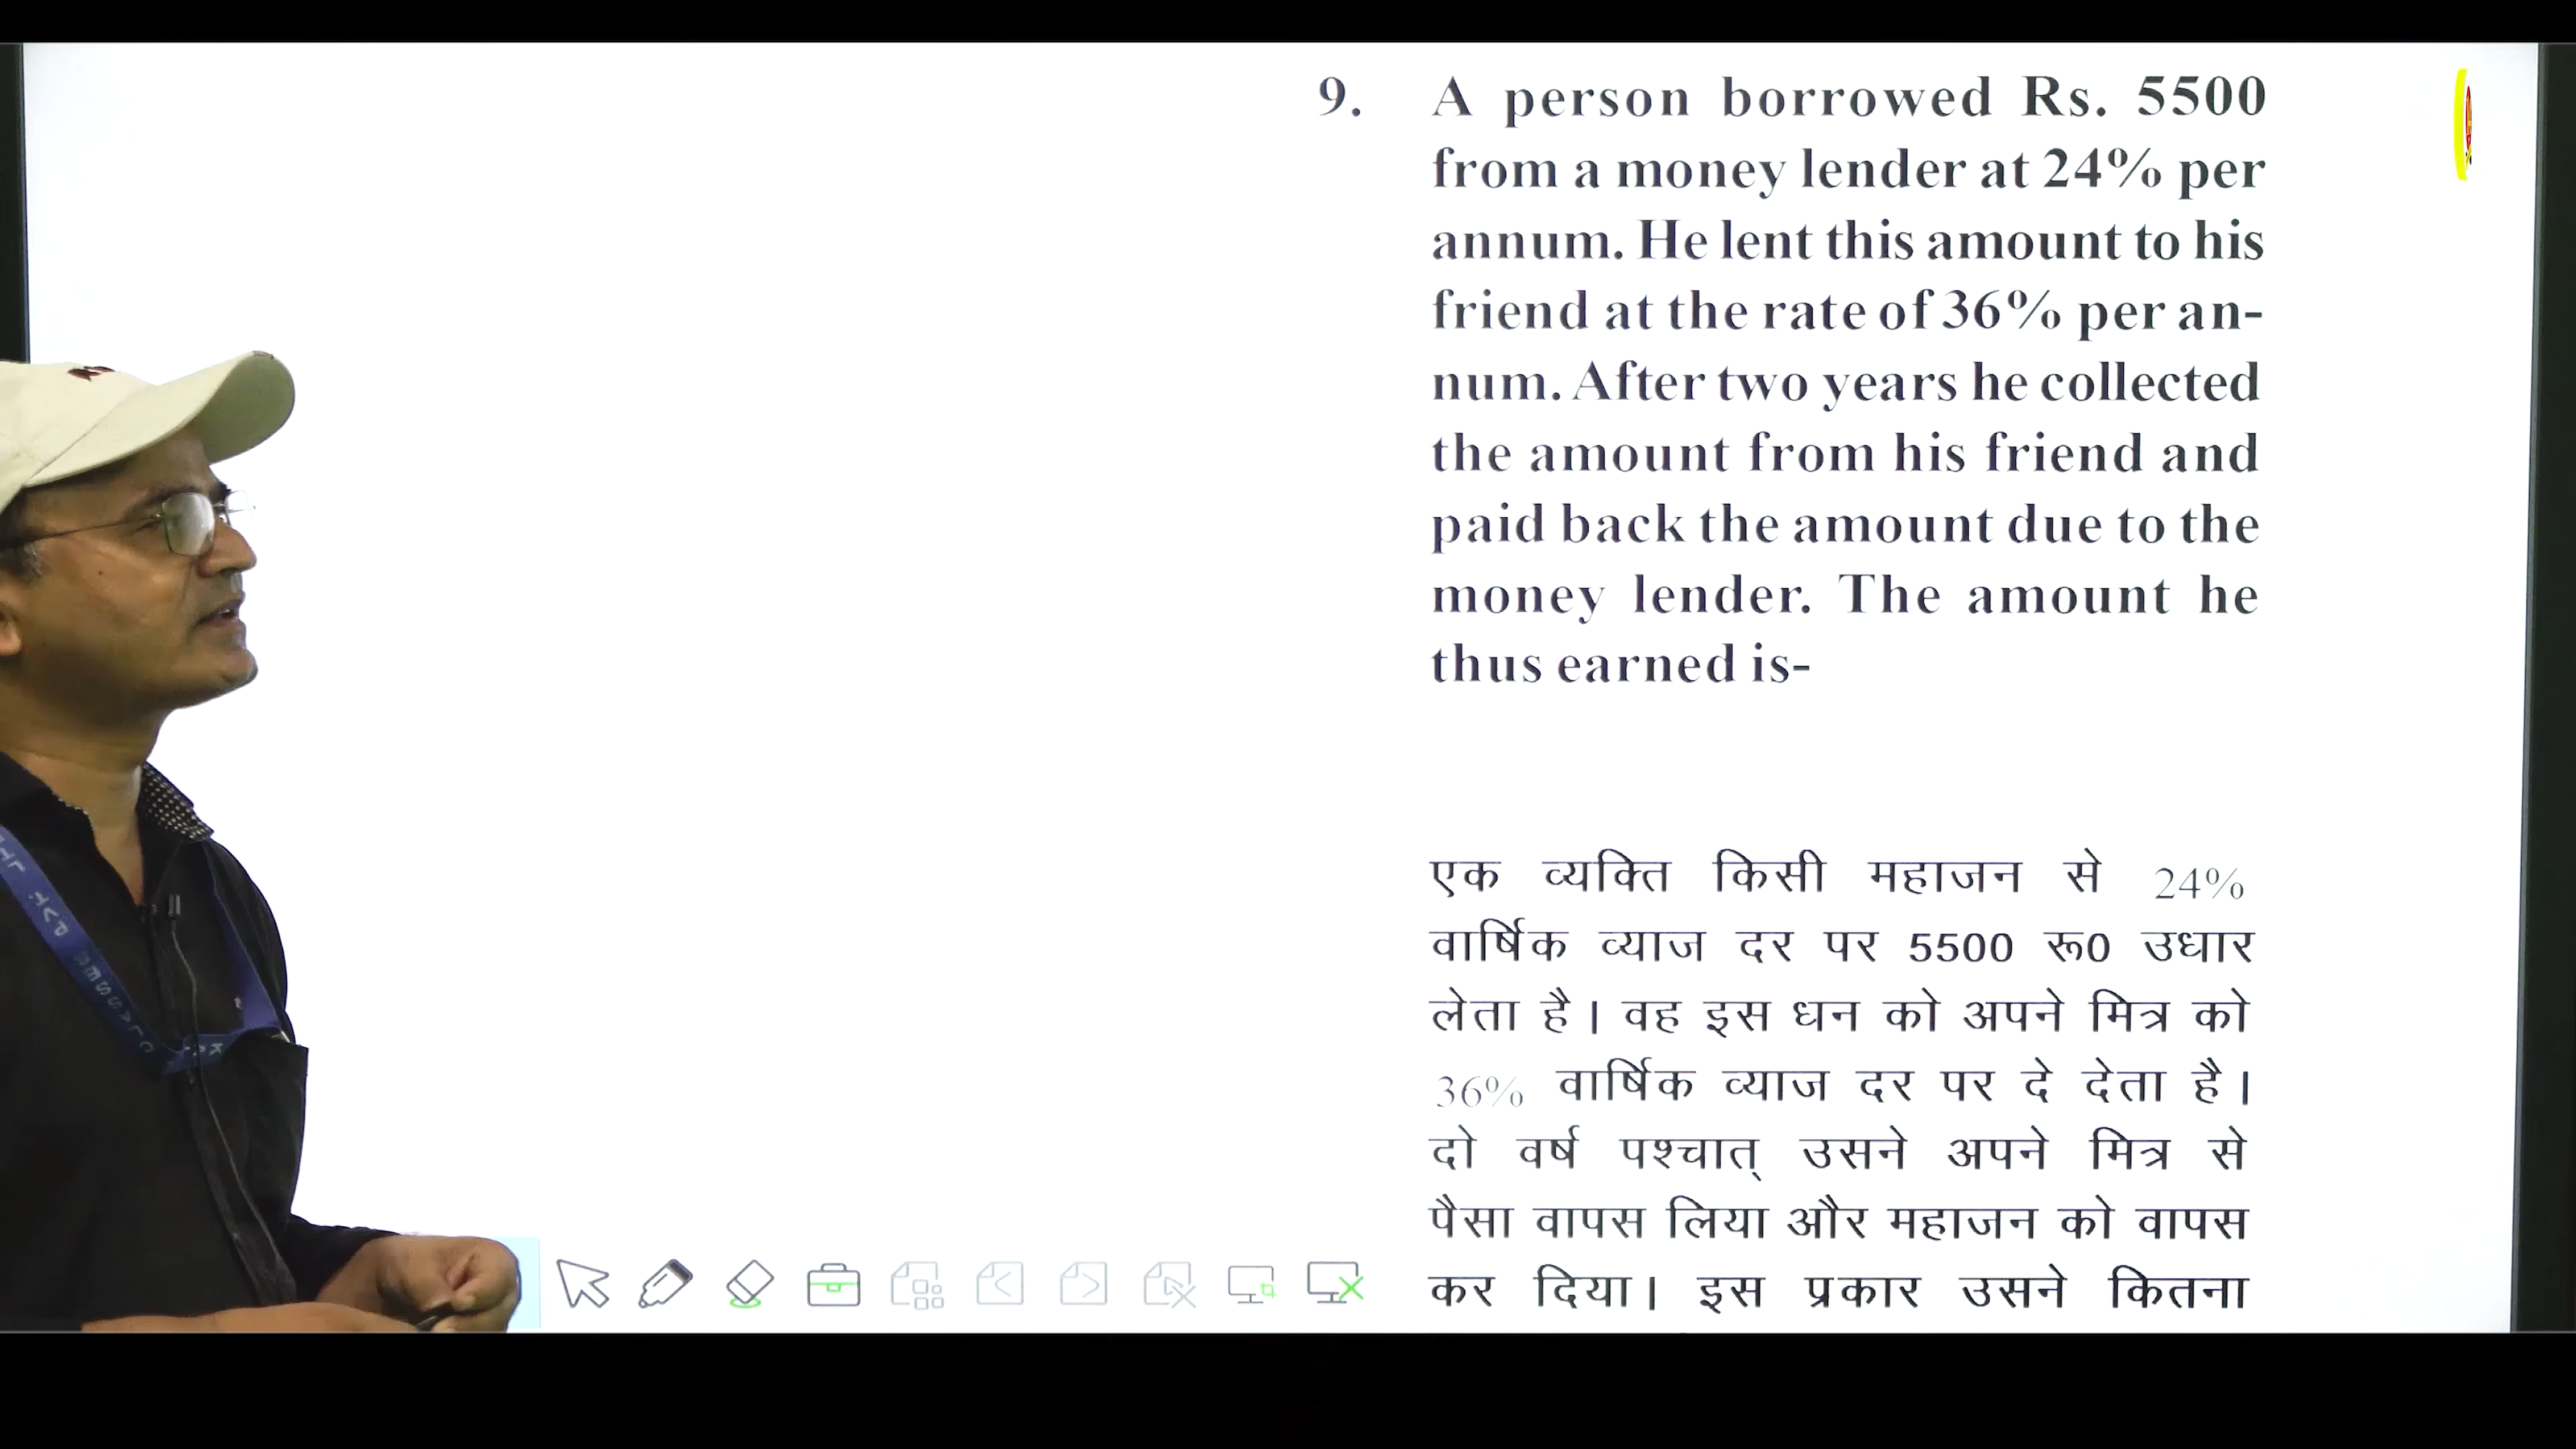 9. A person borrowed Rs. 5500
from a money lender at 24% per
annum. He lent this amount to his
friend at the rate of 36% per an-
num. After two years he collected
the amount from his friend and
paid back the amount due to the
money lender. The amount he
thus earned is-
एक व्यक्ति किसी महाजन से 24%
वार्षिक व्याज दर पर 5500 रू0 उधार
लेता है। वह इस धन को अपने मित्र को
36% वार्षिक व्याज दर पर दे देता है।
दो वर्ष पश्चात् उसने अपने मित्र से
पैसा वापस लिया और महाजन को वापस
कर दिया। इस प्रकार उसने कितना